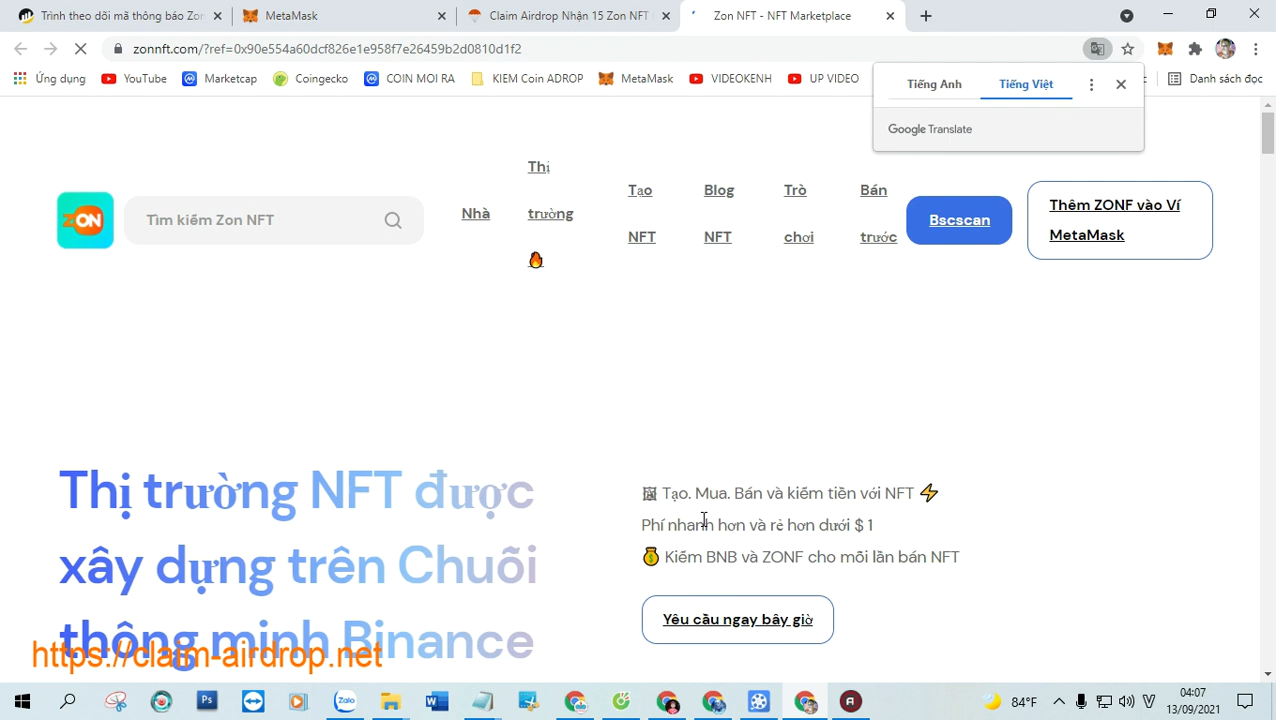 Trình theo dõi mã thông báo Zon
MetaMask
Claim Airdrop Nhận 15 Zon NFT
Zon NFT - NFT Marketplace
zonnft.com/?ref=0x90e554a60dcf826e1e958f7e26459b2d0810d1f2
Ứng dụng
YouTube
Marketcap
Coingecko
COIN MOI RA
KIEM Coin ADROP
MetaMask
VIDEOKENH
UP VIDEO
Danh sách đọc
Tiếng Anh
Tiếng Việt
Google Translate
ZON
Tìm kiếm Zon NFT
Nhà
Thị
trường
🔥
Tạo
NFT
Blog
NFT
Trò
chơi
Bán
trước
Bscscan
Thêm ZONF vào Ví
MetaMask
Thị trường NFT được
xây dựng trên Chuỗi
thông minh Binance
🖼 Tạo. Mua. Bán và kiếm tiền với NFT ⚡
Phí nhanh hơn và rẻ hơn dưới $ 1
💰 Kiếm BNB và ZONF cho mỗi lần bán NFT
Yêu cầu ngay bây giờ
https://claim-airdrop.net
84°F
04:07
13/09/2021